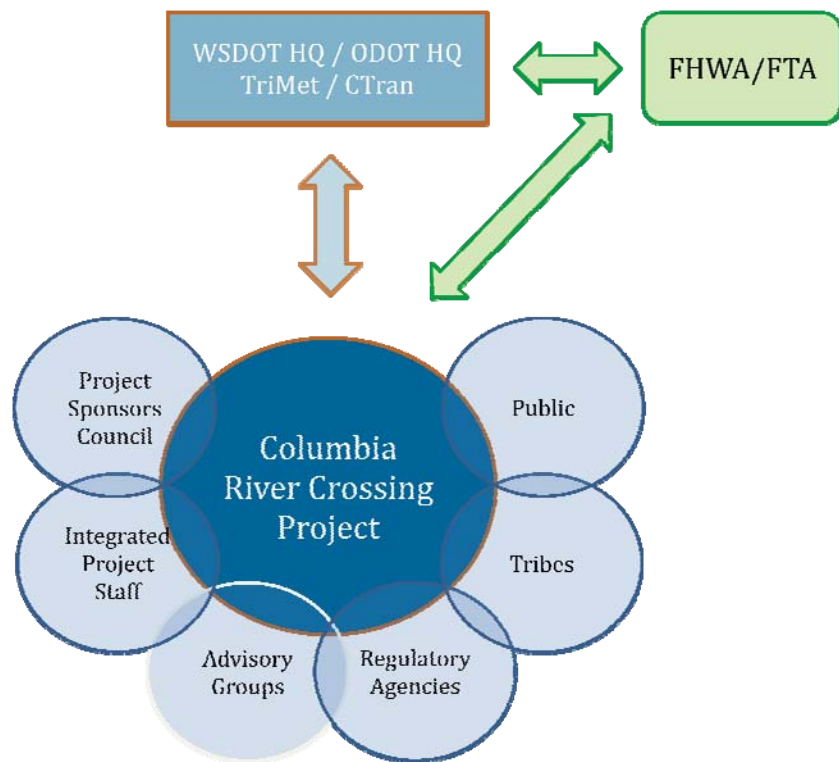 WSDOT HQ / ODOT HQ
TriMet / CTran
FHWA/FTA
Project
Sponsors
Council
Columbia
River Crossing
Project
Public
Integrated
Project
Staff
Tribes
Advisory
Groups
Regulatory
Agencies